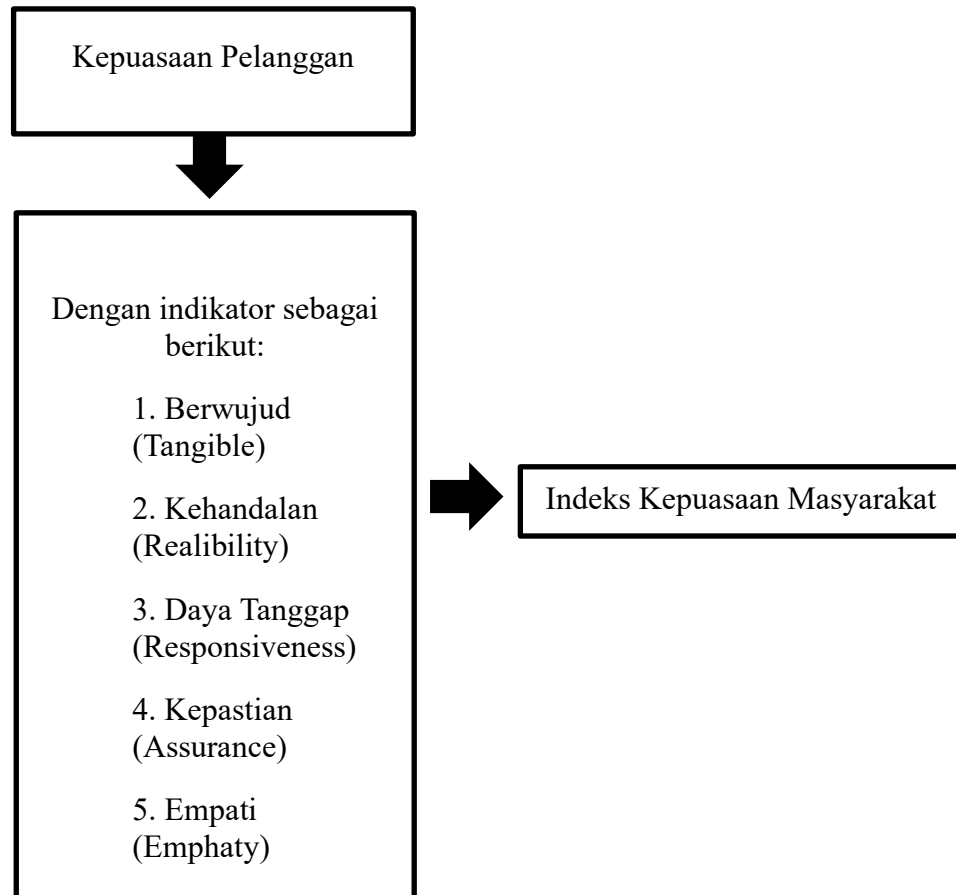 Kepuasaan Pelanggan
Dengan indikator sebagai
berikut:
1. Berwujud
(Tangible)
2. Kehandalan
(Realibility)
3. Daya Tanggap
(Responsiveness)
4. Kepastian
(Assurance)
5. Empati
(Emphaty)
Indeks Kepuasaan Masyarakat